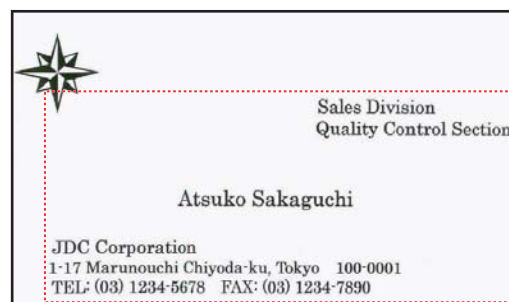 Sales Division
Quality Control Section
Atsuko Sakaguchi
JDC Corporation
1-17 Marunouchi Chiyoda-ku, Tokyo 100-0001
TEL: (03) 1234-5678 FAX: (03) 1234-7890